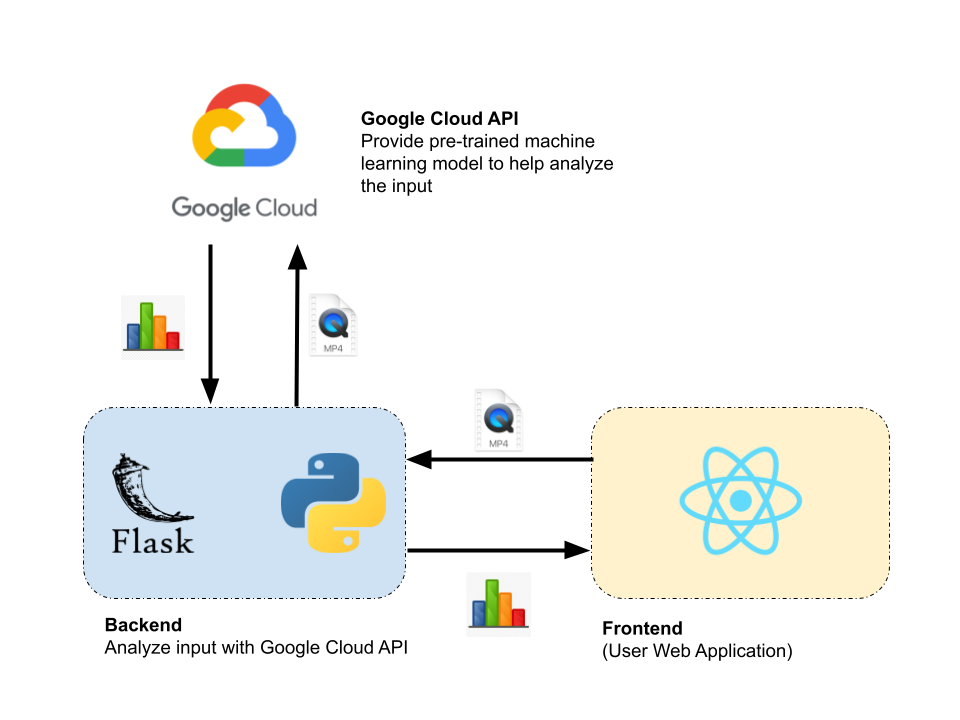 Google Cloud API
Provide pre-trained machine
learning model to help analyze
the input
Google Cloud
MP4
MP4
Flask
Backend
Analyze input with Google Cloud API
Frontend
(User Web Application)